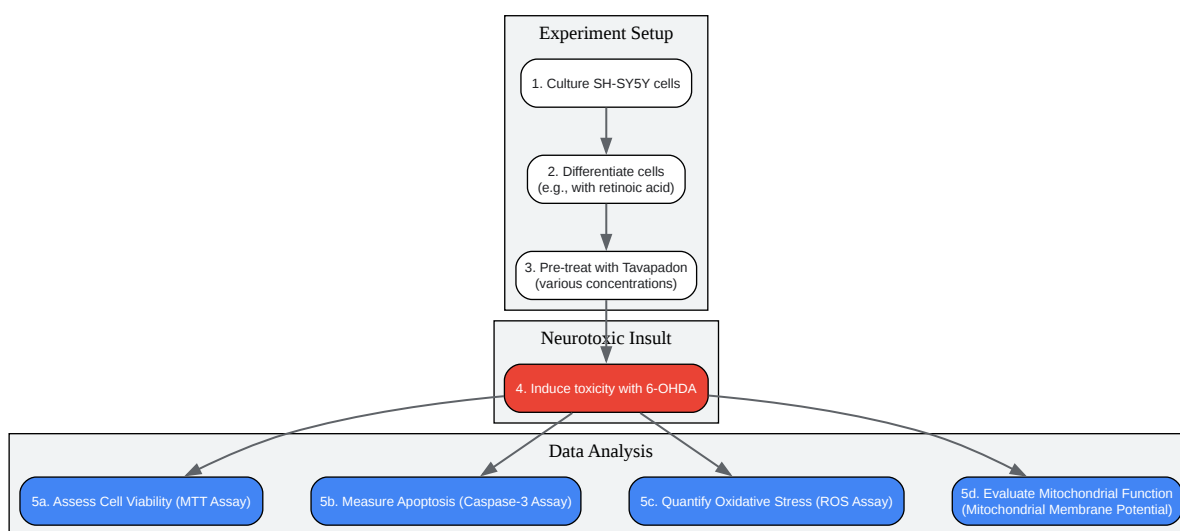 Experiment Setup
1. Culture SH-SY5Y cells
2. Differentiate cells
(e.g., with retinoic acid)
3. Pre-treat with Tavapadon
(various concentrations)
Neurotoxic Insult
4. Induce toxicity with 6-OHDA
Data Analysis
5a. Assess Cell Viability (MTT Assay)
5b. Measure Apoptosis (Caspase-3 Assay)
5c. Quantify Oxidative Stress (ROS Assay)
5d. Evaluate Mitochondrial Function
(Mitochondrial Membrane Potential)